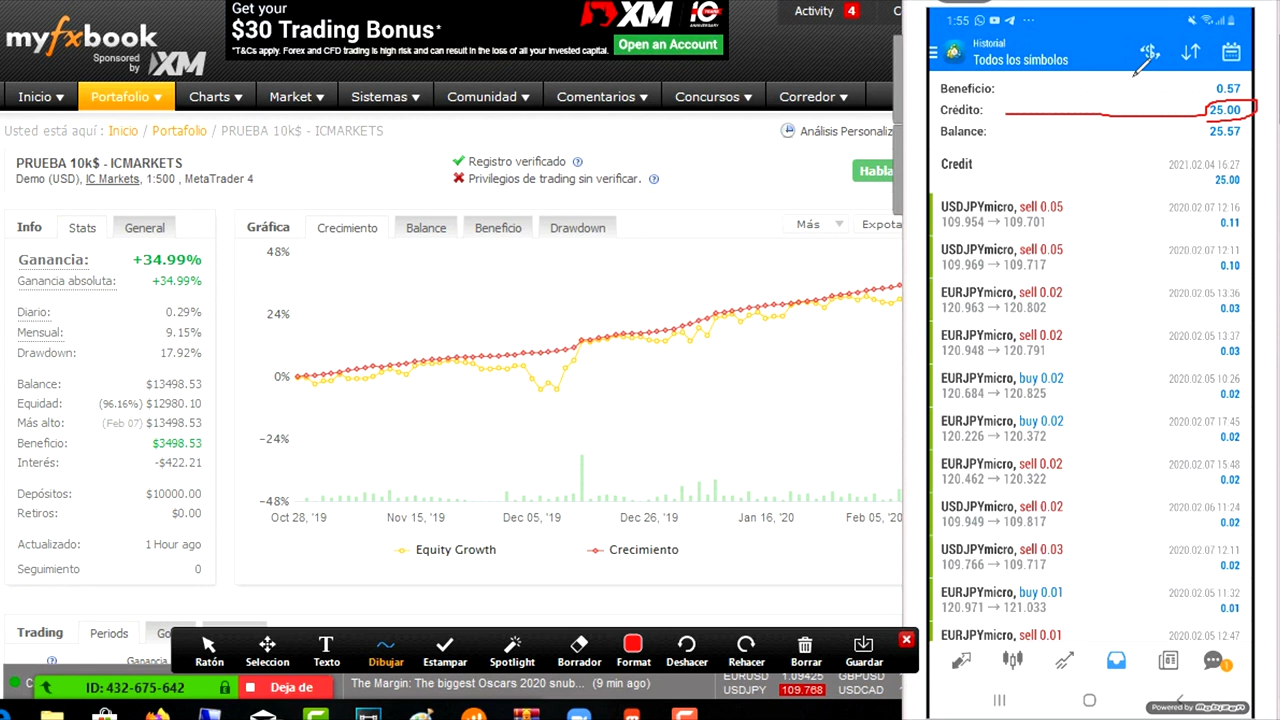 myfxbook
Sponsored by XM
Get your
$30 Trading Bonus*
*T&Cs apply. Forex and CFD trading is high risk and can result in the loss of all your invested capital.
XM 10
Open an Account
Activity 4
Inicio
Portafolio
Charts
Market
Sistemas
Comunidad
Comentarios
Concursos
Corredor
Usted está aquí : Inicio / Portafolio / PRUEBA 10k$ - ICMARKETS
Análisis Personaliz
PRUEBA 10k$ - ICMARKETS
Demo (USD), IC Markets, 1:500 , MetaTrader 4
Registro verificado
Privilegios de trading sin verificar.
Habla
Info Stats General
Ganancia: +34.99%
Ganancia absoluta: +34.99%
Diario: 0.29%
Mensual: 9.15%
Drawdown: 17.92%
Balance: $13498.53
Equidad: (96.16%) $12980.10
Más alto: (Feb 07) $13498.53
Beneficio: $3498.53
Interés: -$422.21
Depósitos: $10000.00
Retiros: $0.00
Actualizado: 1 Hour ago
Seguimiento 0
Gráfica Crecimiento Balance Beneficio Drawdown Más Expota
48%
24%
0%
-24%
-48%
Oct 28, '19 Nov 15, '19 Dec 05, '19 Dec 26, '19 Jan 16, '20 Feb 05, '20
Equity Growth Crecimiento
Trading Periods Go
Ganancia
Ratón Seleccion Texto Dibujar Estampar Spotlight Borrador Format Deshacer Rehacer Borrar Guardar
ID: 432-675-642
Deja de
The Margin: The biggest Oscars 2020 snub... (9 min ago)
EURUSD 1.09425 GBPUSD
USDJPY 109.768 USDCAD
1:55
Historial
Todos los símbolos
Beneficio: 0.57
Crédito: 25.00
Balance: 25.57
Credit 2021.02.04 16:27
25.00
USDJPYmicro, sell 0.05 2020.02.07 12:16
109.954 → 109.701 0.11
USDJPYmicro, sell 0.05 2020.02.07 12:11
109.969 → 109.717 0.10
EURJPYmicro, sell 0.02 2020.02.05 13:36
120.963 → 120.802 0.03
EURJPYmicro, sell 0.02 2020.02.05 13:37
120.948 → 120.791 0.03
EURJPYmicro, buy 0.02 2020.02.05 10:26
120.684 → 120.825 0.02
EURJPYmicro, buy 0.02 2020.02.07 17:45
120.226 → 120.372 0.02
EURJPYmicro, sell 0.02 2020.02.07 15:48
120.462 → 120.322 0.02
USDJPYmicro, sell 0.02 2020.02.06 11:24
109.949 → 109.817 0.02
USDJPYmicro, sell 0.03 2020.02.07 12:11
109.766 → 109.717 0.02
EURJPYmicro, buy 0.01 2020.02.05 11:32
120.971 → 121.033 0.01
EURJPYmicro, sell 0.01 2020.02.05 12:47
1
Powered by Mobizen